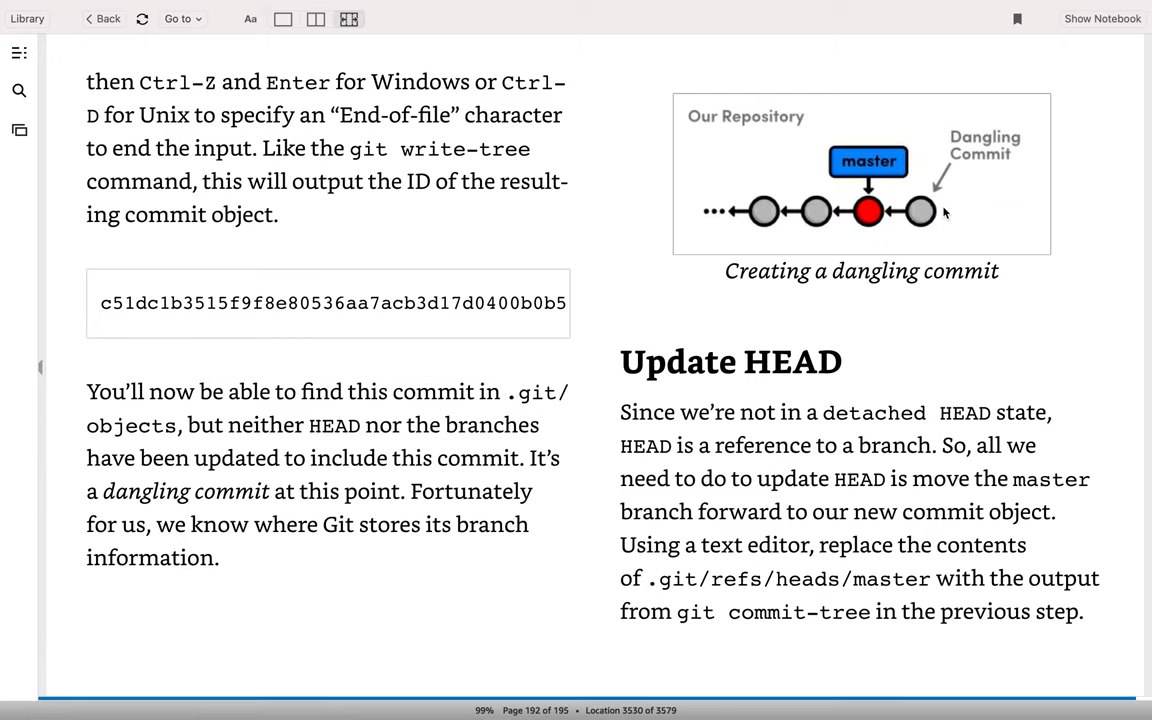 Library
Back
Go to
Aa
Show Notebook
then Ctrl-Z and Enter for Windows or Ctrl-
D for Unix to specify an “End-of-file” character
to end the input. Like the git write-tree
command, this will output the ID of the result-
ing commit object.
c51dc1b3515f9f8e80536aa7acb3d17d0400b0b5
You’ll now be able to find this commit in .git/
objects, but neither HEAD nor the branches
have been updated to include this commit. It’s
a dangling commit at this point. Fortunately
for us, we know where Git stores its branch
information.
Our Repository
Dangling
Commit
master
Creating a dangling commit
Update HEAD
Since we’re not in a detached HEAD state,
HEAD is a reference to a branch. So, all we
need to do to update HEAD is move the master
branch forward to our new commit object.
Using a text editor, replace the contents
of .git/refs/heads/master with the output
from git commit-tree in the previous step.
99% Page 192 of 195 • Location 3530 of 3579